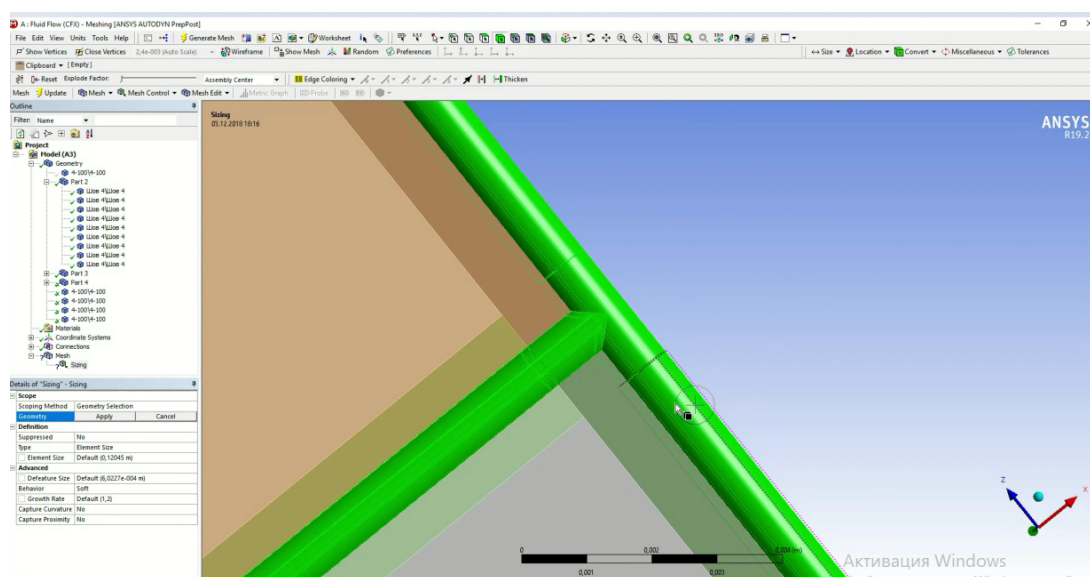 A : Fluid Flow (CFX) - Meshing [ANSYS AUTODYN PrepPost]
File Edit View Units Tools Help Generate Mesh Worksheet
Show Vertices Close Vertices 2,4e-003 (Auto Scale) Wireframe Show Mesh Random Preferences Size Location Convert Miscellaneous Tolerances
Clipboard [Empty]
Reset Explode Factor: Assembly Center Edge Coloring Thicken
Mesh Update Mesh Mesh Control Mesh Edit Metric Graph Probe
Outline
Filter: Name
Project
Model (A3)
Geometry
4-100\4-100
Part 2
Шов 4\Шов 4
Шов 4\Шов 4
Шов 4\Шов 4
Шов 4\Шов 4
Шов 4\Шов 4
Шов 4\Шов 4
Шов 4\Шов 4
Шов 4\Шов 4
Шов 4\Шов 4
Part 3
Part 4
4-100\4-100
4-100\4-100
4-100\4-100
4-100\4-100
Materials
Coordinate Systems
Connections
Mesh
Sizing
Details of "Sizing" - Sizing
Scope
Scoping Method Geometry Selection
Geometry Apply Cancel
Definition
Suppressed No
Type Element Size
Element Size Default (0,12045 m)
Advanced
Defeature Size Default (6,0227e-004 m)
Behavior Soft
Growth Rate Default (1,2)
Capture Curvature No
Capture Proximity No
Sizing
03.12.2018 18:16
ANSYS
R19.2
Z
X
0 0,002 0,004 (m)
0,001 0,003
Активация Windows